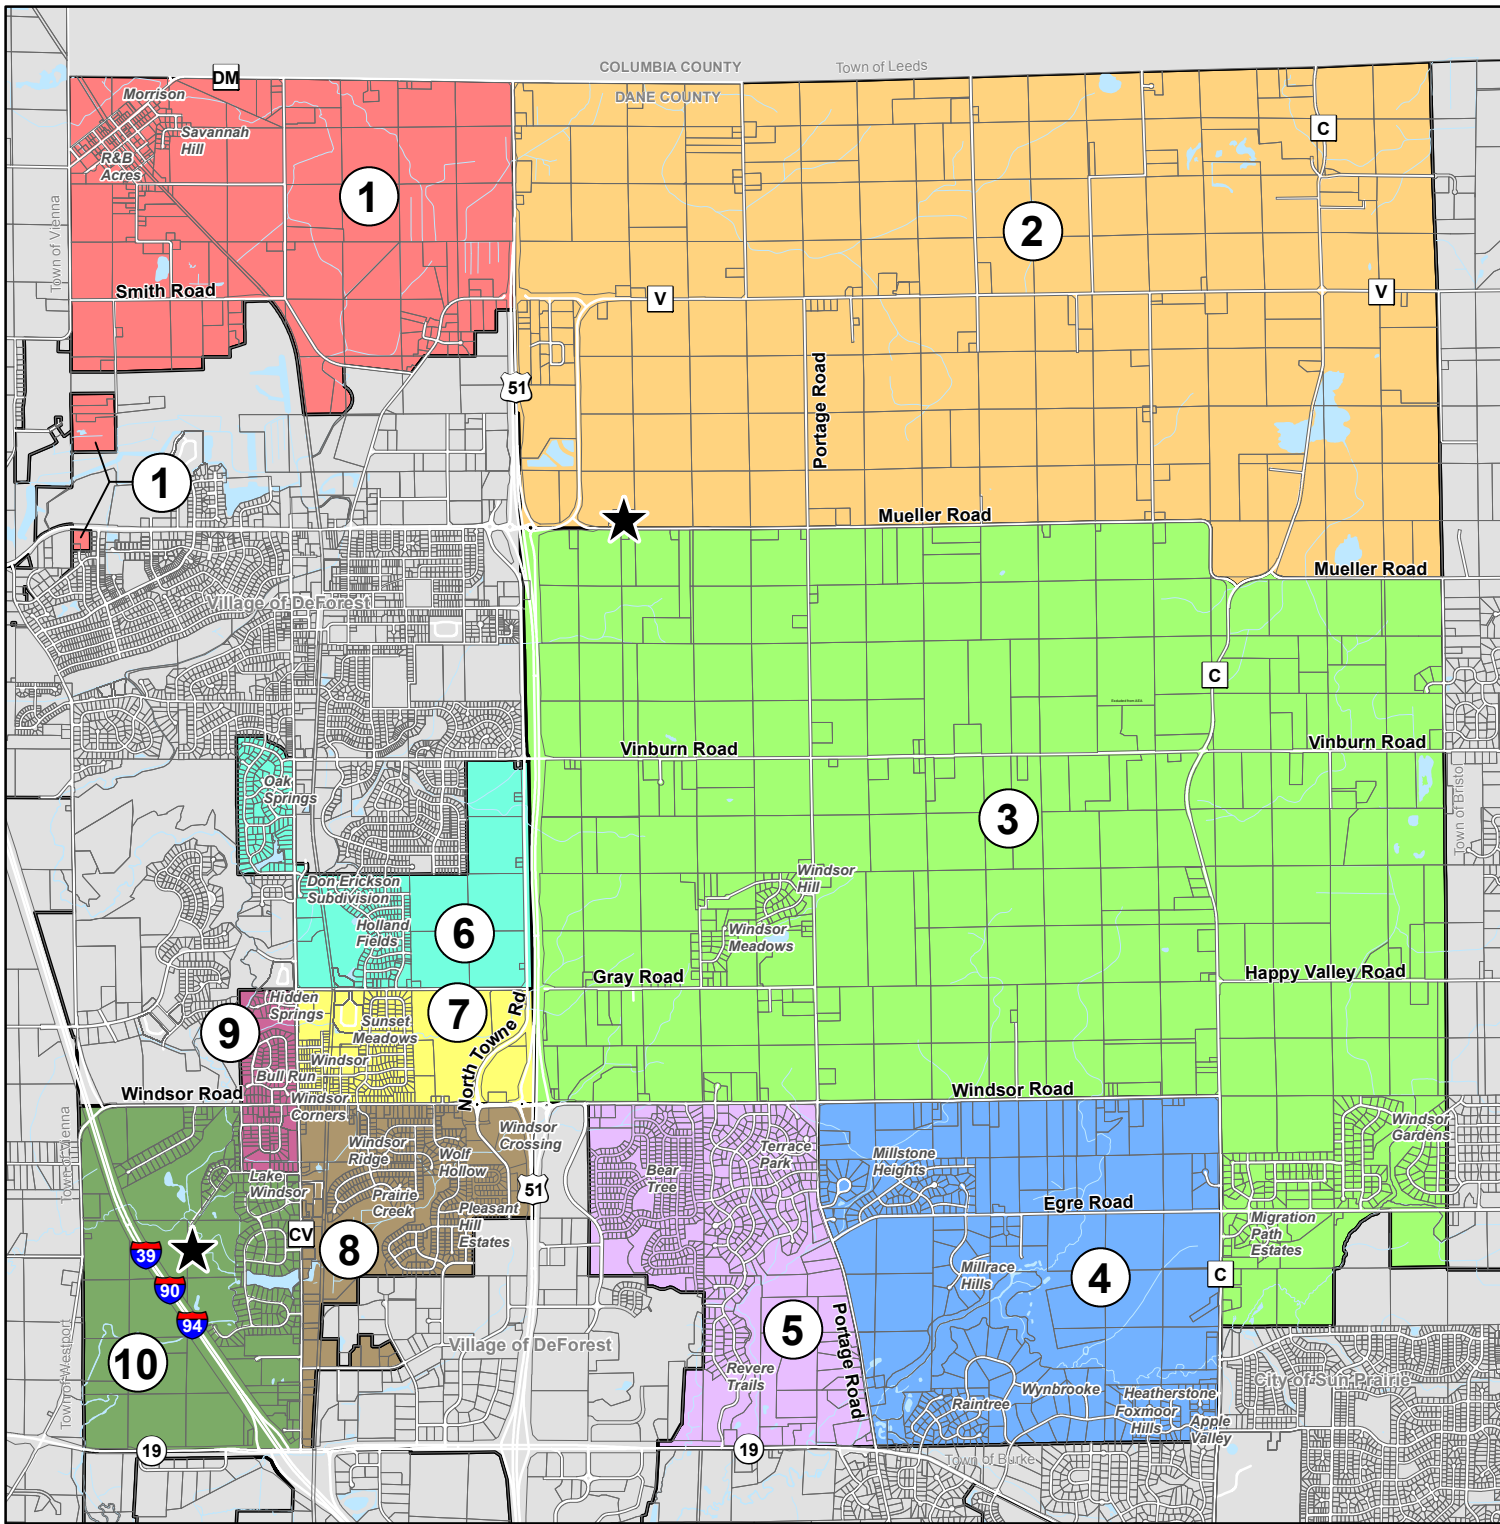 COLUMBIA COUNTY
Town of Leeds
DM
DANE COUNTY
Morrison
C
Savannah
Hill
R&B
Acres
1
2
Town of Vienna
Smith Road
V
V
51
Portage Road
1
Mueller Road
Mueller Road
Village of DeForest
C
Excluded from ASA
Vinburn Road
Vinburn Road
Oak
Springs
Town of Bristol
3
Windsor
Hill
Don Erickson
Subdivision
Holland
Fields
6
Windsor
Meadows
Gray Road
Happy Valley Road
Hidden
Springs
7
9
Sunset
Meadows
North Towne Rd
Windsor
Bull Run
Windsor Road
Windsor
Corners
Windsor Road
Town of Vienna
Windsor
Crossing
Windsor
Gardens
Windsor
Ridge
Wolf
Hollow
Terrace
Park
Millstone
Heights
Bear
Tree
Lake
Windsor
Prairie
Creek
51
Pleasant
Hill
Estates
Egre Road
Migration
Path
Estates
CV
8
39
90
94
Millrace
Hills
4
C
5
Portage Road
Town of Westport
10
Village of DeForest
Revere
Trails
City of Sun Prairie
Wynbrooke
Raintree
Heatherstone
Foxmoor
Hills
Apple
Valley
19
19
Town of Burke